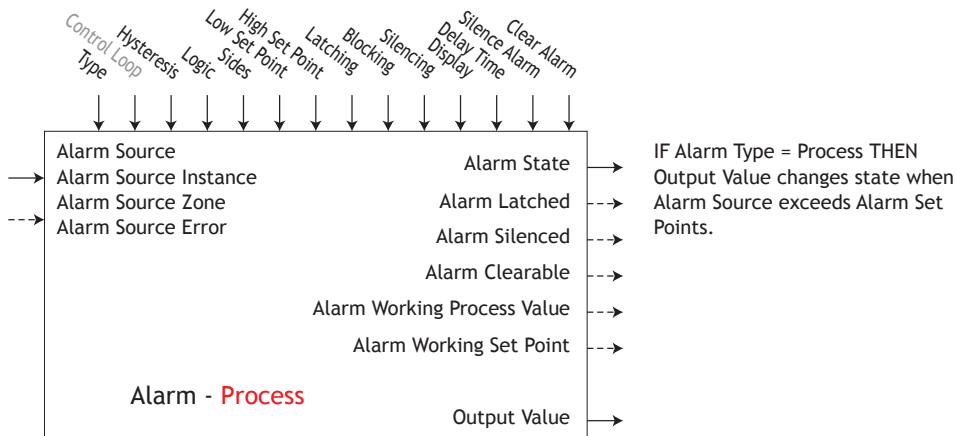 Type
Control Loop
Hysteresis
Logic
Sides
Low Set Point
High Set Point
Latching
Blocking
Silencing
Display
Delay Time
Silence Alarm
Clear Alarm
Alarm Source
Alarm Source Instance
Alarm Source Zone
Alarm Source Error
Alarm State
Alarm Latched
Alarm Silenced
Alarm Clearable
Alarm Working Process Value
Alarm Working Set Point
Output Value
Alarm - Process
IF Alarm Type = Process THEN
Output Value changes state when
Alarm Source exceeds Alarm Set
Points.